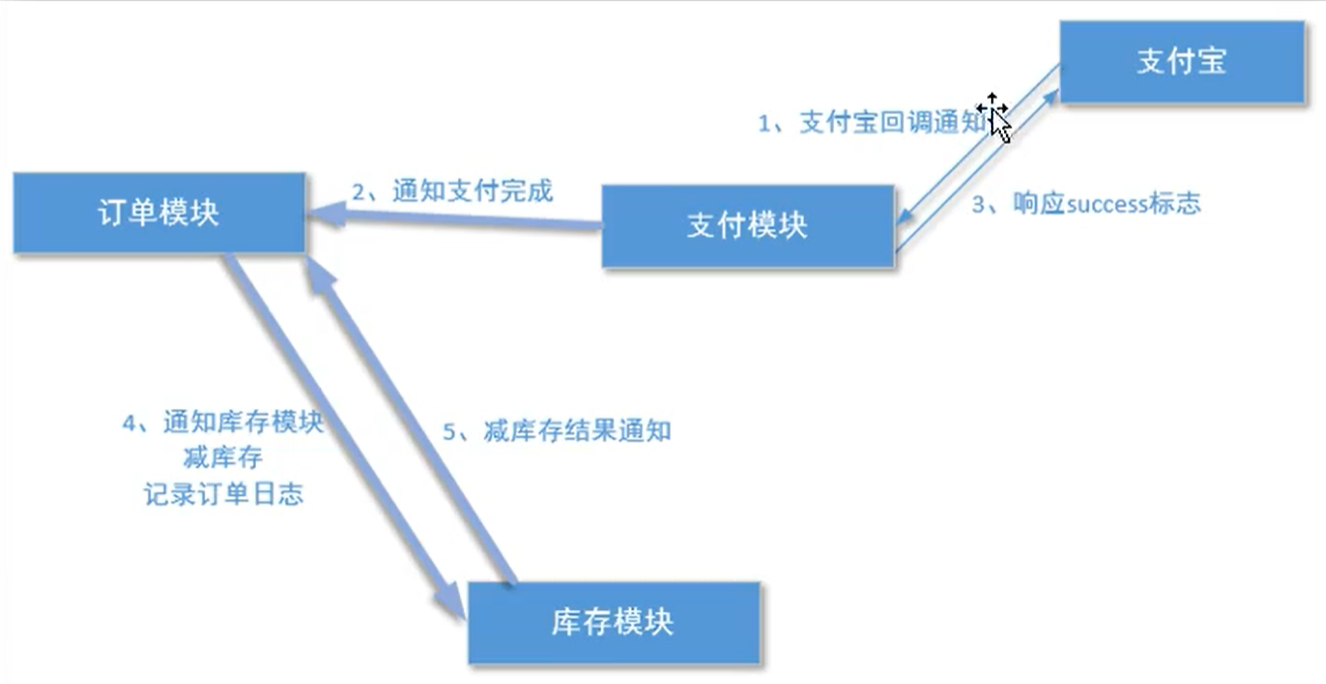 支付宝
1、支付宝回调通知
2、通知支付完成
订单模块
支付模块
3、响应success标志
4、通知库存模块
减库存
记录订单日志
5、减库存结果通知
库存模块